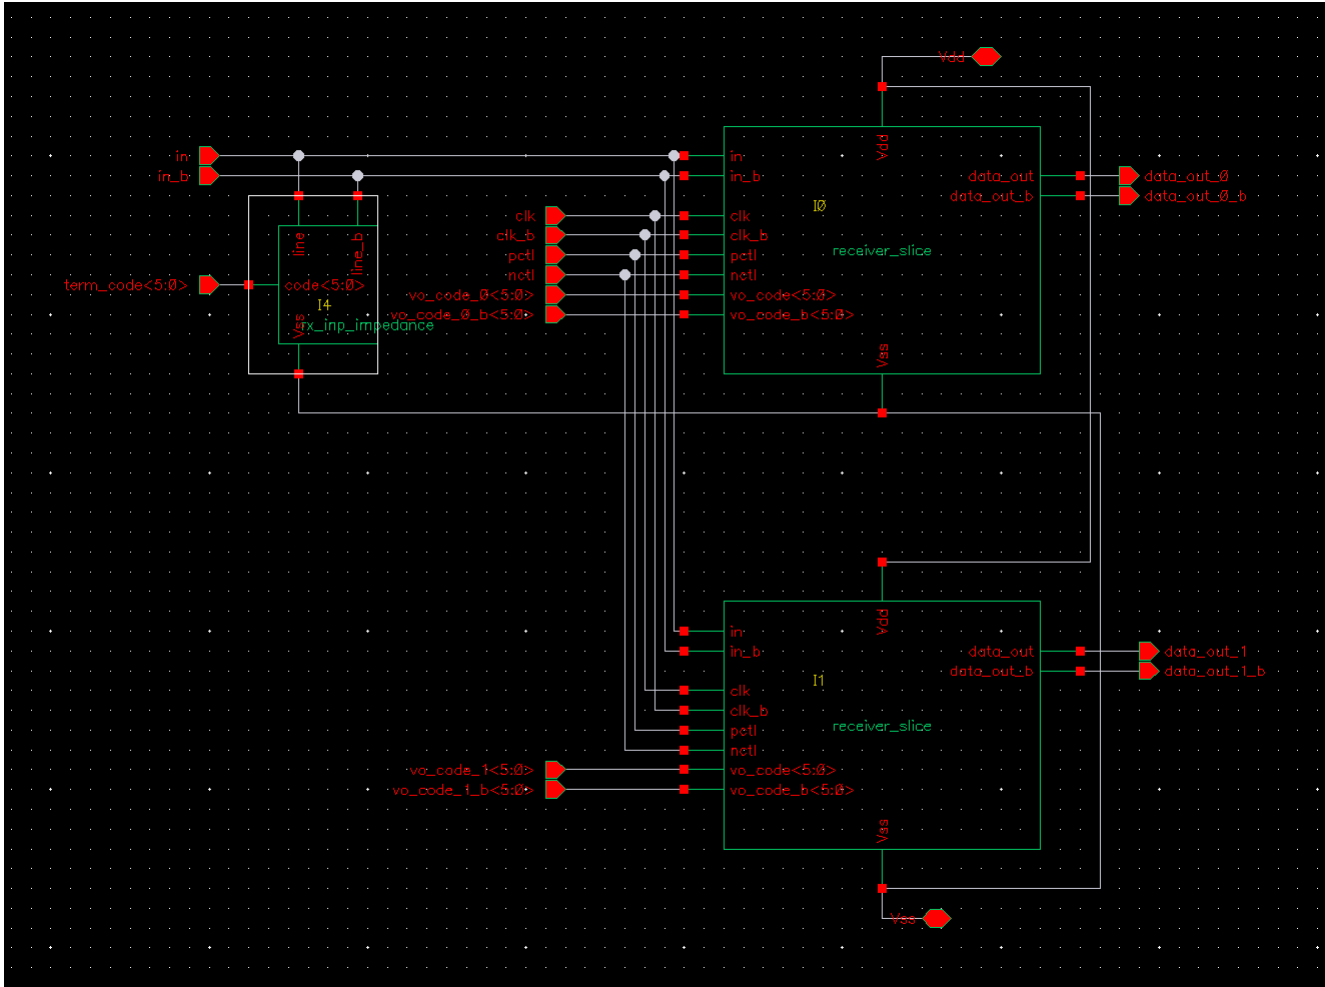 Vdd
in
in_b
term_code<5:0>
line
line_b
code<5:0>
I4
rx_inp_impedance
Vss
clk
clk_b
pctl
nctl
vo_code_0<5:0>
vo_code_0_b<5:0>
Vdd
in
in_b
clk
clk_b
pctl
nctl
vo_code<5:0>
vo_code_b<5:0>
I0
receiver_slice
Vss
data_out
data_out_b
data_out_0
data_out_0_b
vo_code_1<5:0>
vo_code_1_b<5:0>
Vdd
in
in_b
clk
clk_b
pctl
nctl
vo_code<5:0>
vo_code_b<5:0>
I1
receiver_slice
Vss
data_out
data_out_b
data_out_1
data_out_1_b
Vss